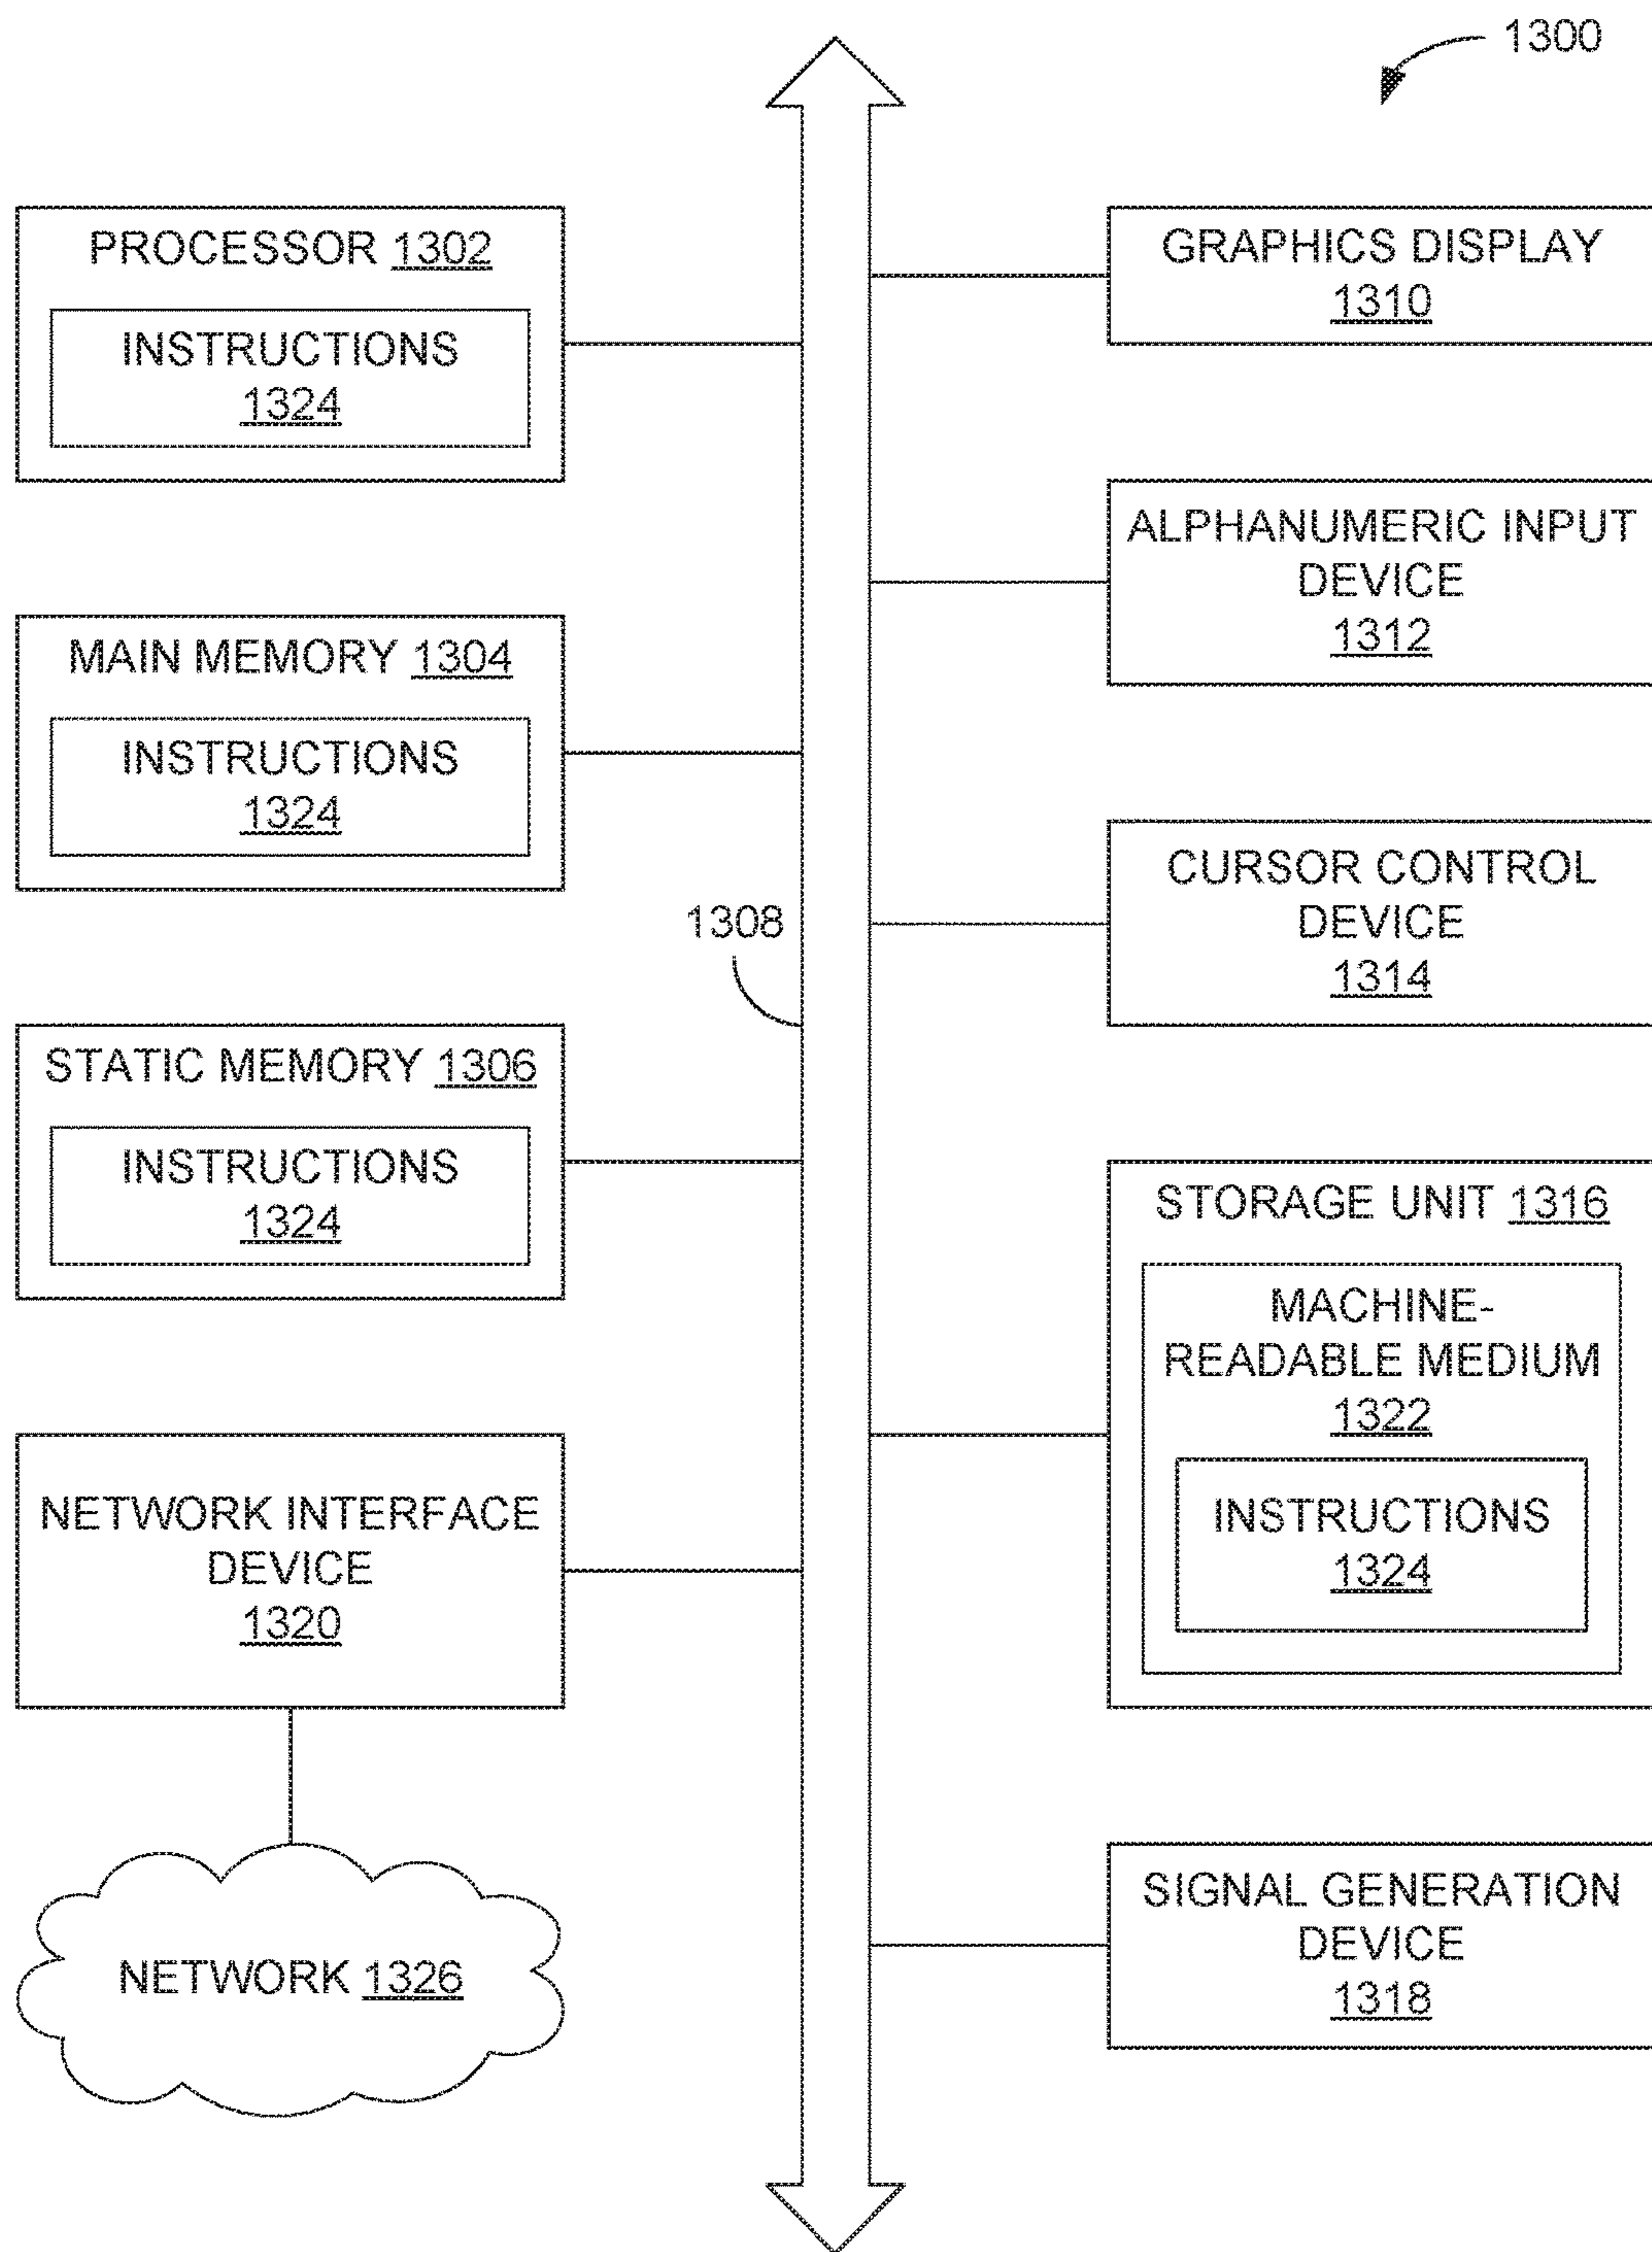 1300
PROCESSOR 1302
INSTRUCTIONS
1324
MAIN MEMORY 1304
INSTRUCTIONS
1324
1308
STATIC MEMORY 1306
INSTRUCTIONS
1324
NETWORK INTERFACE
DEVICE
1320
NETWORK 1326
GRAPHICS DISPLAY
1310
ALPHANUMERIC INPUT
DEVICE
1312
CURSOR CONTROL
DEVICE
1314
STORAGE UNIT 1316
MACHINE-
READABLE MEDIUM
1322
INSTRUCTIONS
1324
SIGNAL GENERATION
DEVICE
1318